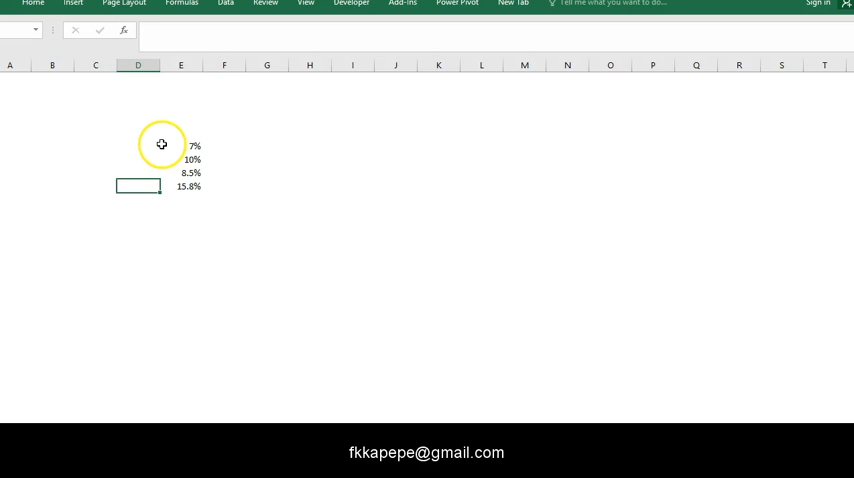 Home Insert Page Layout Formulas Data Review View Developer Add-Ins Power Pivot New Tab Tell me what you want to do... Sign in
fx
A B C D E F G H I J K L M N O P Q R S T
7%
10%
8.5%
15.8%
fkkapepe@gmail.com